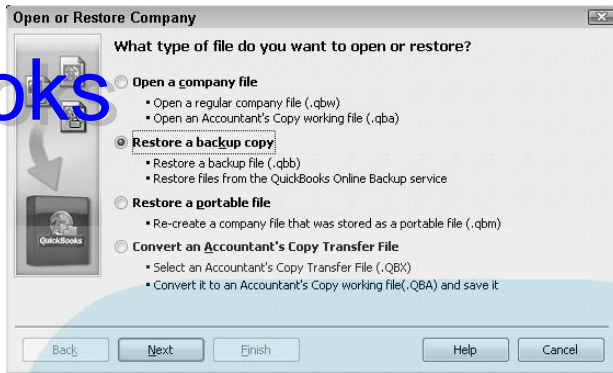 Open or Restore Company
What type of file do you want to open or restore?
oks
Open a company file
▪ Open a regular company file (.qbw)
▪ Open an Accountant's Copy working file (.qba)
Restore a backup copy
▪ Restore a backup file (.qbb)
▪ Restore files from the QuickBooks Online Backup service
Restore a portable file
▪ Re-create a company file that was stored as a portable file (.qbm)
QuickBooks
Convert an Accountant's Copy Transfer File
▪ Select an Accountant's Copy Transfer File (.QBX)
▪ Convert it to an Accountant's Copy working file(.QBA) and save it
Back Next Finish Help Cancel